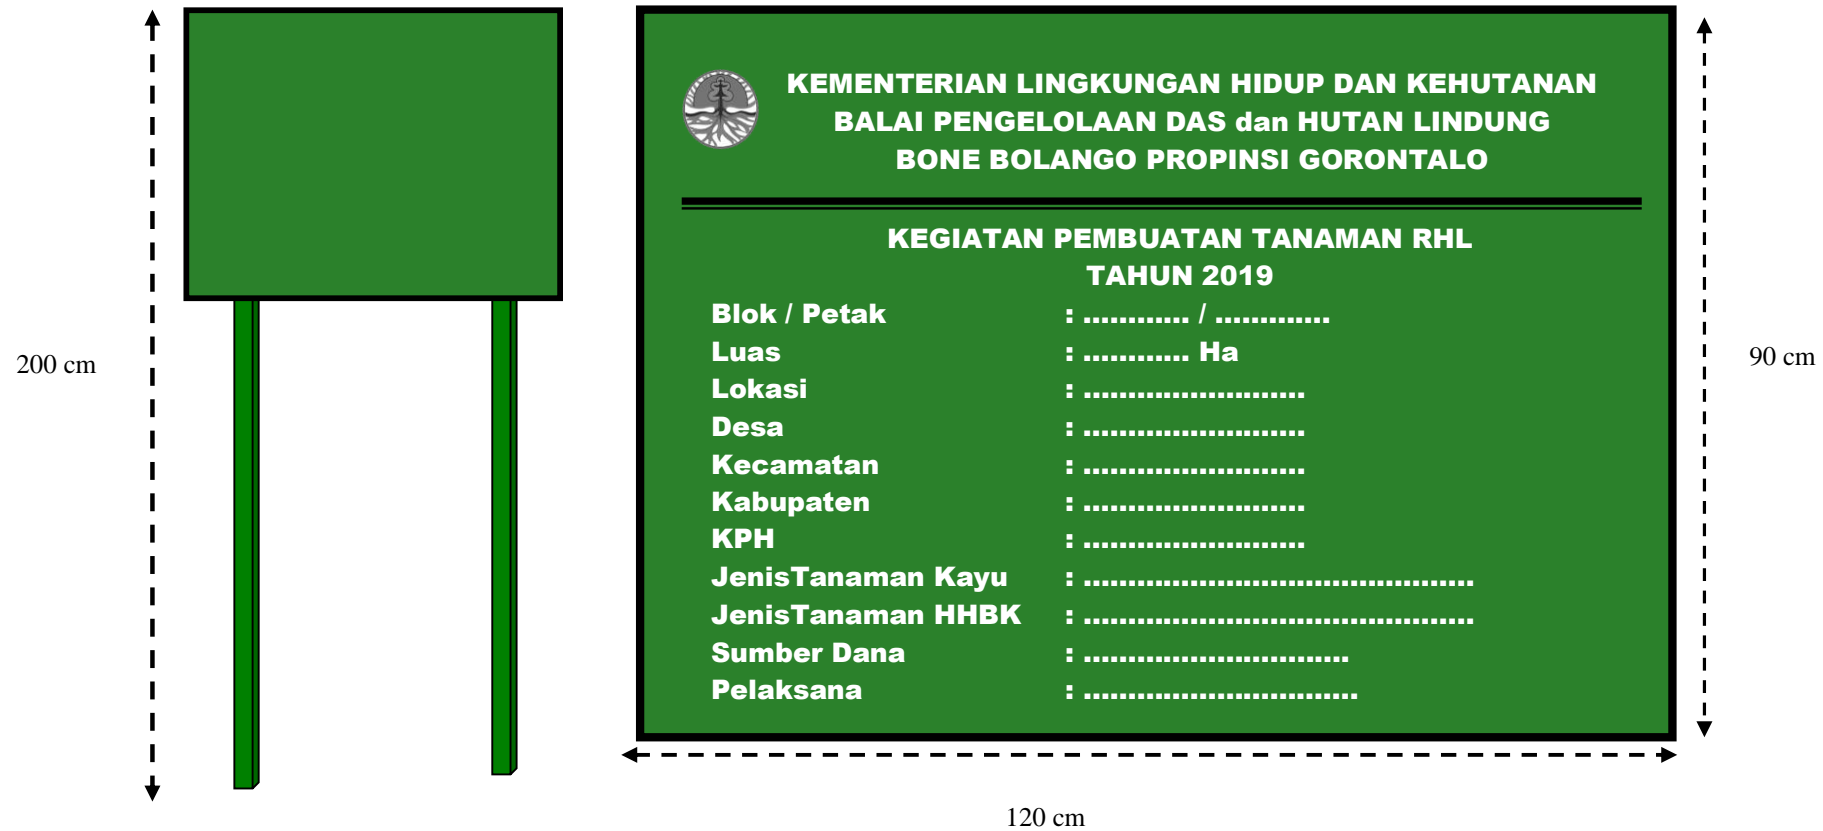 KEMENTERIAN LINGKUNGAN HIDUP DAN KEHUTANAN
BALAI PENGELOLAAN DAS dan HUTAN LINDUNG
BONE BOLANGO PROPINSI GORONTALO
KEGIATAN PEMBUATAN TANAMAN RHL
TAHUN 2019
Blok / Petak : ............ / .............
Luas : ............ Ha
Lokasi : .........................
Desa : .........................
Kecamatan : .........................
Kabupaten : .........................
KPH : .........................
JenisTanaman Kayu : ............................................
JenisTanaman HHBK : ............................................
Sumber Dana : ..............................
Pelaksana : ...............................
200 cm
90 cm
120 cm